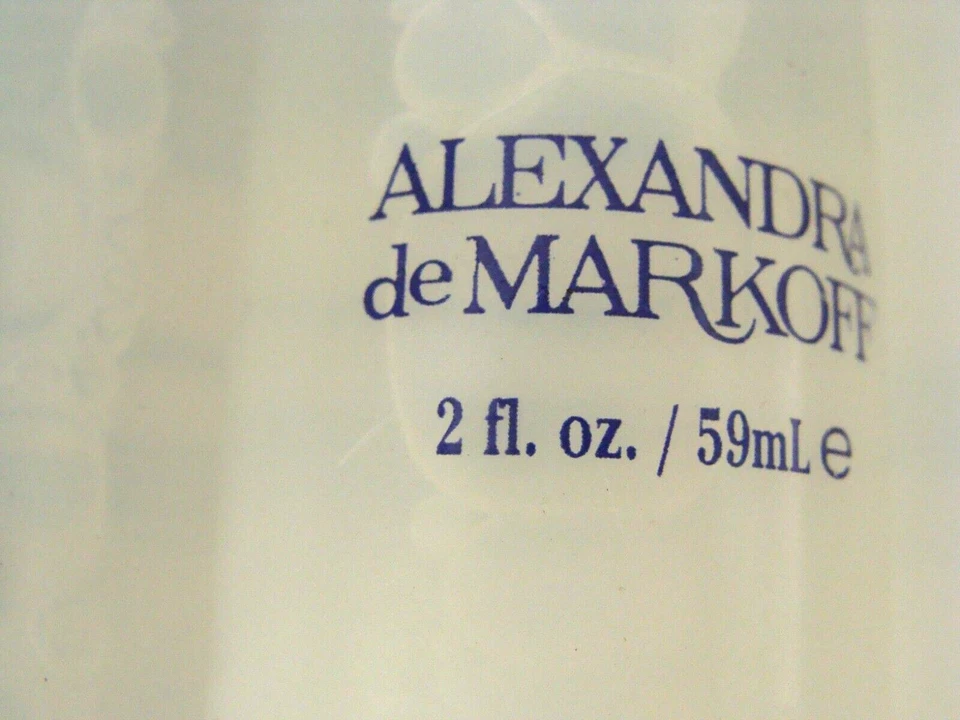 ALEXANDRA
de MARKOFF
2 fl. oz. / 59mL e